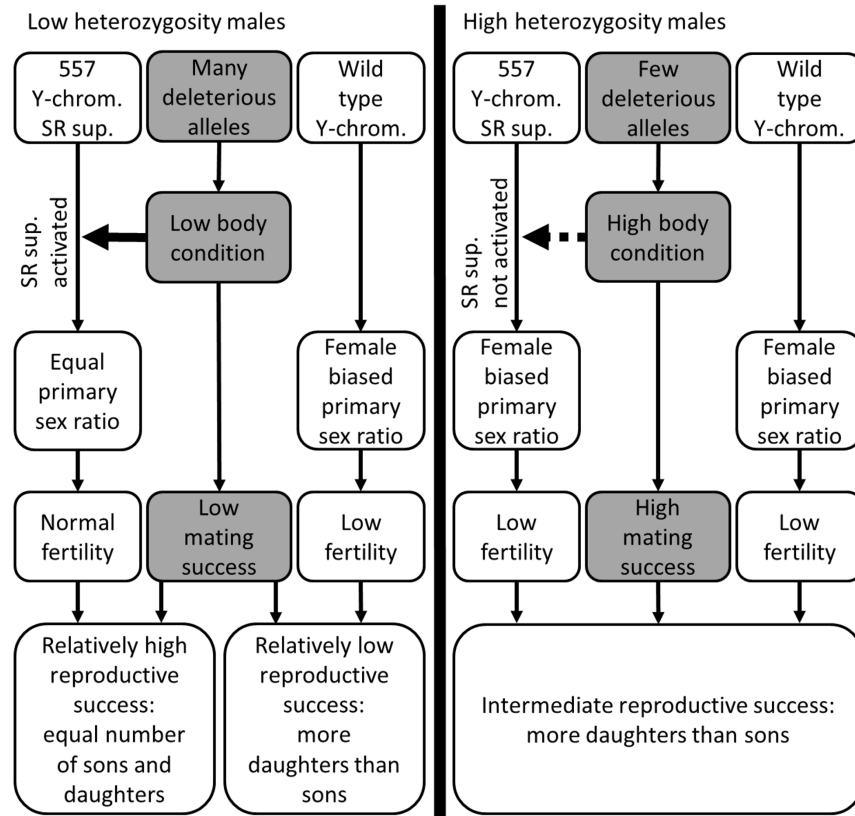 Low heterozygosity males
557
Y-chrom.
SR sup.
Many
deleterious
alleles
Wild
type
Y-chrom.
SR sup.
activated
Low body
condition
Equal
primary
sex ratio
Female
biased
primary
sex ratio
Normal
fertility
Low
mating
success
Low
fertility
Relatively high
reproductive
success:
equal number
of sons and
daughters
Relatively low
reproductive
success:
more
daughters than
sons
High heterozygosity males
557
Y-chrom.
SR sup.
Few
deleterious
alleles
Wild
type
Y-chrom.
SR sup.
not activated
High body
condition
Female
biased
primary
sex ratio
Female
biased
primary
sex ratio
Low
fertility
High
mating
success
Low
fertility
Intermediate reproductive success:
more daughters than sons